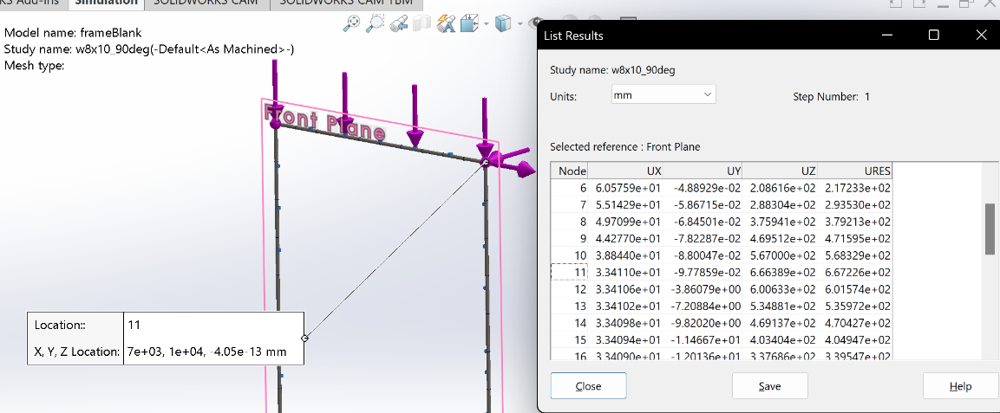 KS Add-Ins Simulation SOLIDWORKS CAM SOLIDWORKS CAM TBM
Model name: frameBlank
Study name: w8x10_90deg(-Default<As Machined>-)
Mesh type:
Front Plane
Location:: 11
X, Y, Z Location: 7e+03, 1e+04, -4.05e-13 mm
List Results
Study name: w8x10_90deg
Units: mm Step Number: 1
Selected reference : Front Plane
Node UX UY UZ URES
6 6.05759e+01 -4.88929e-02 2.08616e+02 2.17233e+02
7 5.51429e+01 -5.86715e-02 2.88304e+02 2.93530e+02
8 4.97099e+01 -6.84501e-02 3.75941e+02 3.79213e+02
9 4.42770e+01 -7.82287e-02 4.69512e+02 4.71595e+02
10 3.88440e+01 -8.80047e-02 5.67000e+02 5.68329e+02
11 3.34110e+01 -9.77859e-02 6.66389e+02 6.67226e+02
12 3.34106e+01 -3.86079e+00 6.00633e+02 6.01574e+02
13 3.34102e+01 -7.20884e+00 5.34881e+02 5.35972e+02
14 3.34098e+01 -9.82020e+00 4.69137e+02 4.70427e+02
15 3.34094e+01 -1.14667e+01 4.03404e+02 4.04947e+02
16 3.34090e+01 -1.20136e+01 3.37686e+02 3.39547e+02
Close Save Help